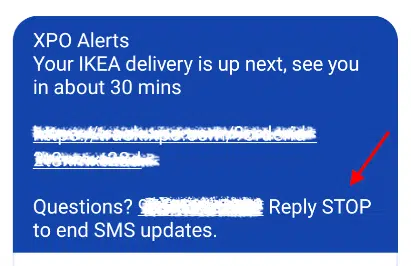 XPO Alerts
Your IKEA delivery is up next, see you
in about 30 mins
Questions? Reply STOP
to end SMS updates.